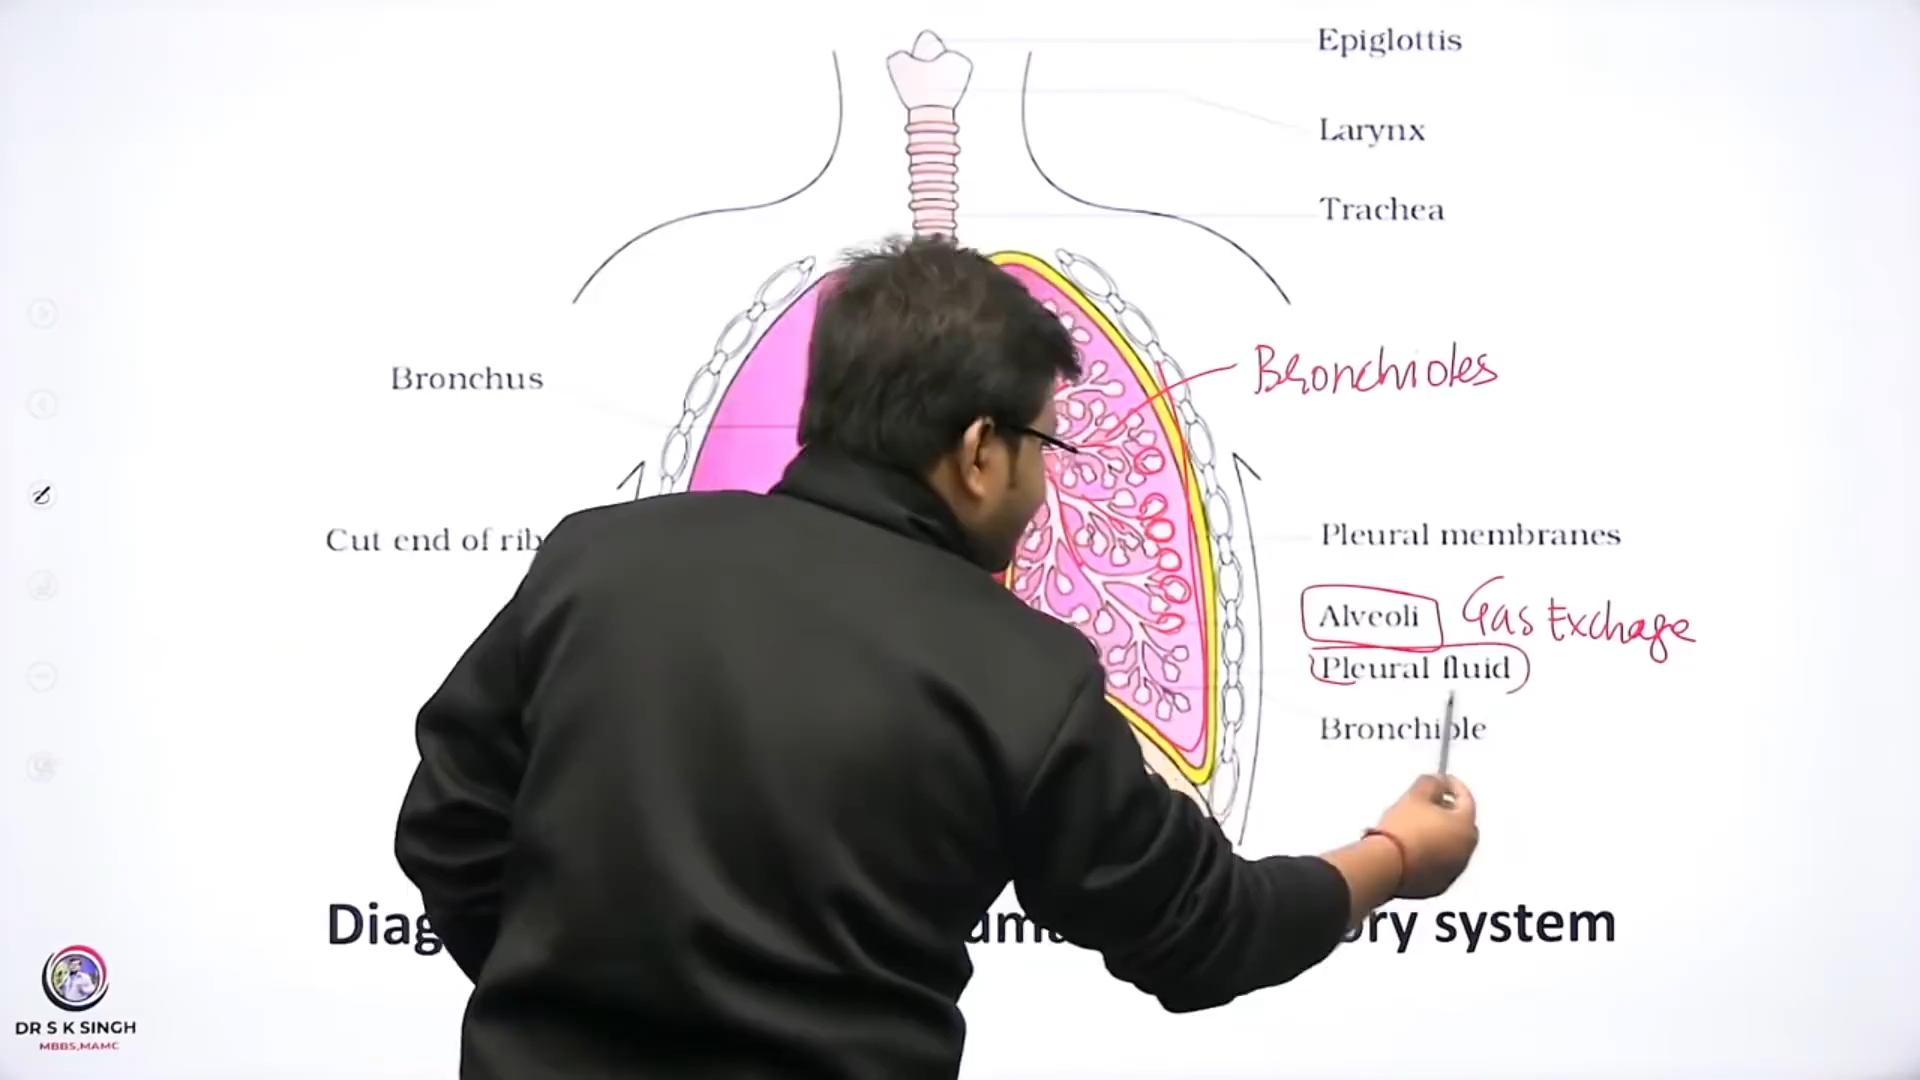 Epiglottis
Larynx
Trachea
Bronchioles
Bronchus
Cut end of rib
Pleural membranes
Alveoli Gas Exchage
Pleural fluid
Bronchiole
system
DR S K SINGH
MBBS,MAMC